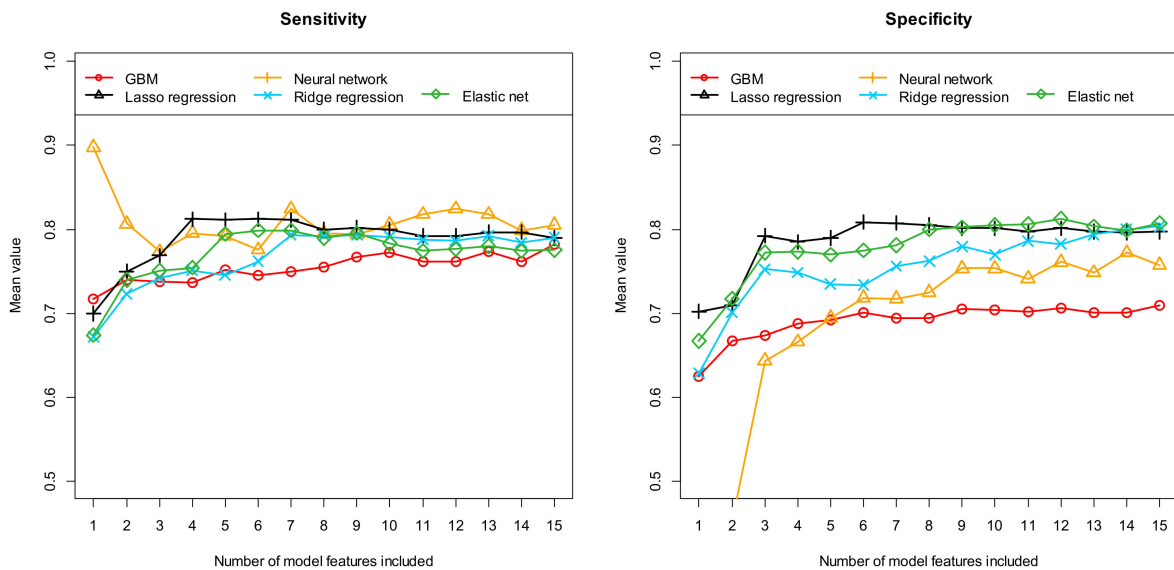 Sensitivity
GBM
Neural network
Lasso regression
Ridge regression
Elastic net
Mean value
1.0
0.9
0.8
0.7
0.6
0.5
1 2 3 4 5 6 7 8 9 10 11 12 13 14 15
Number of model features included
Specificity
GBM
Neural network
Lasso regression
Ridge regression
Elastic net
Mean value
1.0
0.9
0.8
0.7
0.6
0.5
1 2 3 4 5 6 7 8 9 10 11 12 13 14 15
Number of model features included